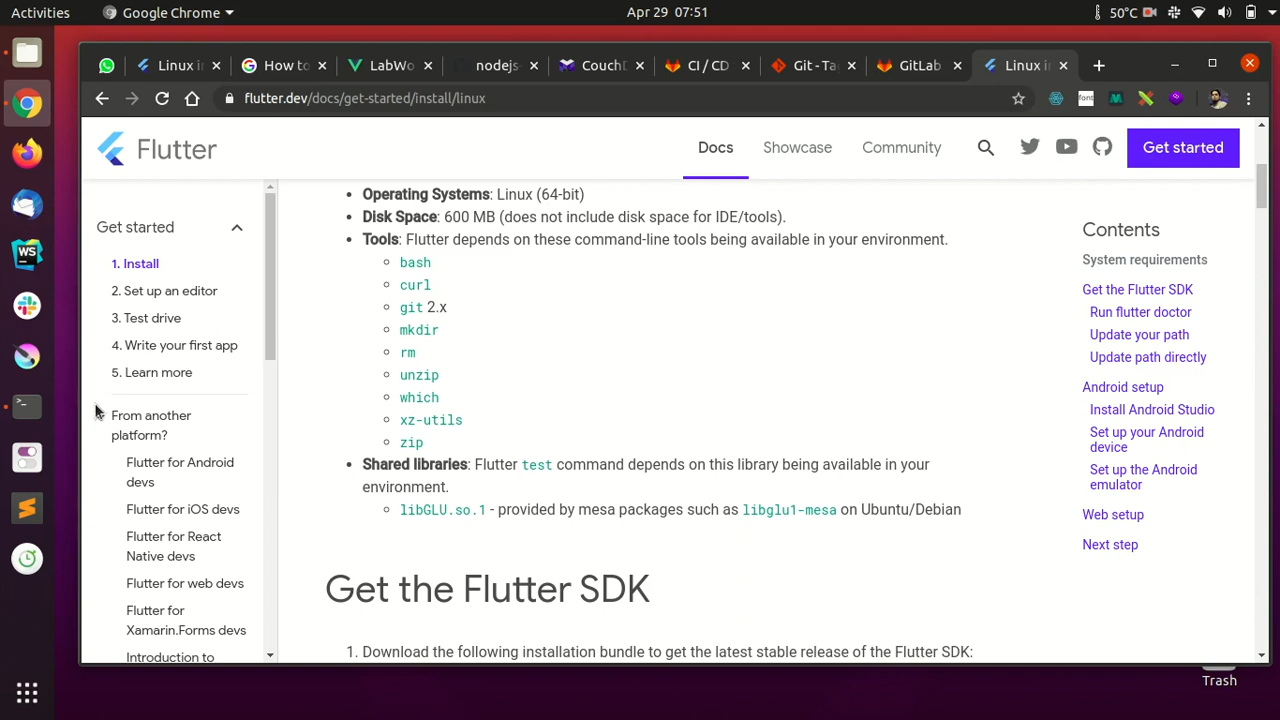 Activities
Google Chrome
Apr 29 07:51
50°C
Linux in
How to
LabWo
nodejs-
CouchD
CI / CD
Git - Tag
GitLab
Linux in
flutter.dev/docs/get-started/install/linux
font
Flutter
Docs
Showcase
Community
Get started
Get started
1. Install
2. Set up an editor
3. Test drive
4. Write your first app
5. Learn more
From another
platform?
Flutter for Android
devs
Flutter for iOS devs
Flutter for React
Native devs
Flutter for web devs
Flutter for
Xamarin.Forms devs
Introduction to
• Operating Systems: Linux (64-bit)
• Disk Space: 600 MB (does not include disk space for IDE/tools).
• Tools: Flutter depends on these command-line tools being available in your environment.
bash
curl
git 2.x
mkdir
rm
unzip
which
xz-utils
zip
• Shared libraries: Flutter test command depends on this library being available in your
environment.
libGLU.so.1 - provided by mesa packages such as libglu1-mesa on Ubuntu/Debian
Get the Flutter SDK
1. Download the following installation bundle to get the latest stable release of the Flutter SDK:
Contents
System requirements
Get the Flutter SDK
Run flutter doctor
Update your path
Update path directly
Android setup
Install Android Studio
Set up your Android
device
Set up the Android
emulator
Web setup
Next step
WS
Trash